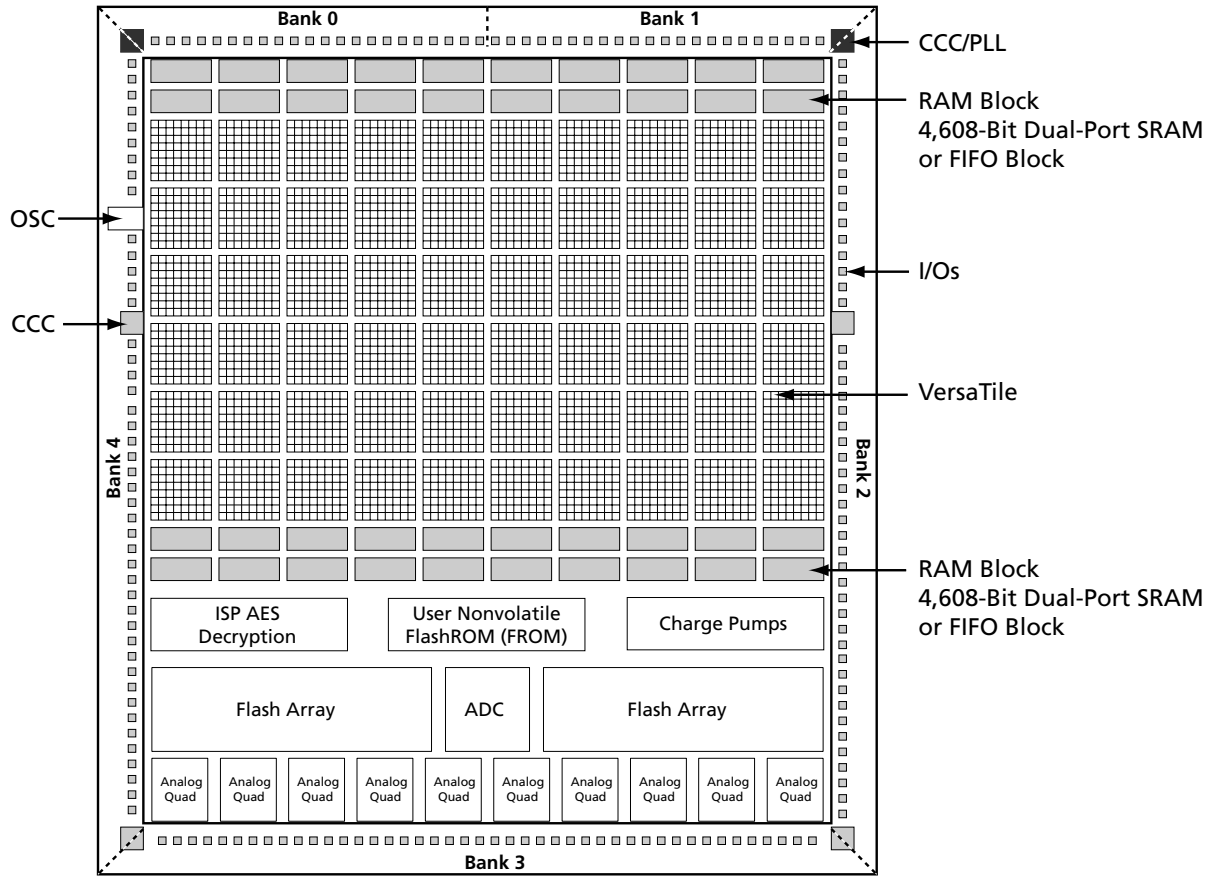 Bank 0
Bank 1
CCC/PLL
RAM Block
4,608-Bit Dual-Port SRAM
or FIFO Block
OSC
I/Os
CCC
VersaTile
Bank 4
Bank 2
RAM Block
4,608-Bit Dual-Port SRAM
or FIFO Block
ISP AES
Decryption
User Nonvolatile
FlashROM (FROM)
Charge Pumps
Flash Array
ADC
Flash Array
Analog
Quad
Analog
Quad
Analog
Quad
Analog
Quad
Analog
Quad
Analog
Quad
Analog
Quad
Analog
Quad
Analog
Quad
Analog
Quad
Bank 3